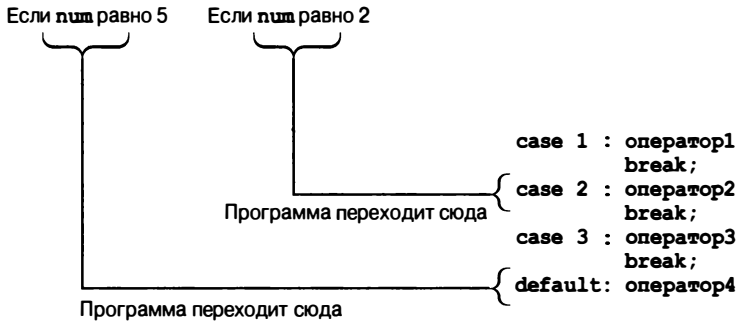 Если num равно 5 Если num равно 2
case 1 : оператор1
break;
case 2 : оператор2
Программа переходит сюда
break;
case 3 : оператор3
break;
default: оператор4
Программа переходит сюда